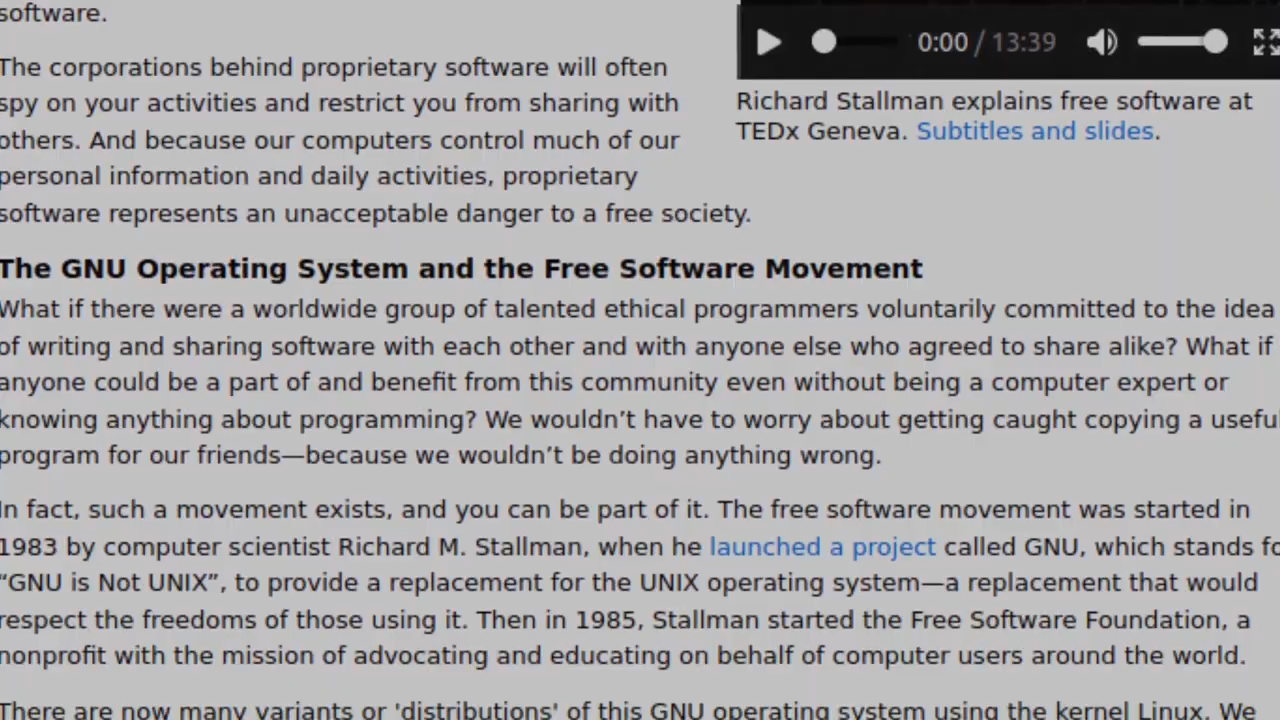 software.
The corporations behind proprietary software will often
spy on your activities and restrict you from sharing with
others. And because our computers control much of our
personal information and daily activities, proprietary
software represents an unacceptable danger to a free society.
0:00 / 13:39
Richard Stallman explains free software at
TEDx Geneva. Subtitles and slides.
The GNU Operating System and the Free Software Movement
What if there were a worldwide group of talented ethical programmers voluntarily committed to the idea
of writing and sharing software with each other and with anyone else who agreed to share alike? What if
anyone could be a part of and benefit from this community even without being a computer expert or
knowing anything about programming? We wouldn’t have to worry about getting caught copying a useful
program for our friends—because we wouldn’t be doing anything wrong.
In fact, such a movement exists, and you can be part of it. The free software movement was started in
1983 by computer scientist Richard M. Stallman, when he launched a project called GNU, which stands fo
“GNU is Not UNIX”, to provide a replacement for the UNIX operating system—a replacement that would
respect the freedoms of those using it. Then in 1985, Stallman started the Free Software Foundation, a
nonprofit with the mission of advocating and educating on behalf of computer users around the world.
There are now many variants or 'distributions' of this GNU operating system using the kernel Linux. We